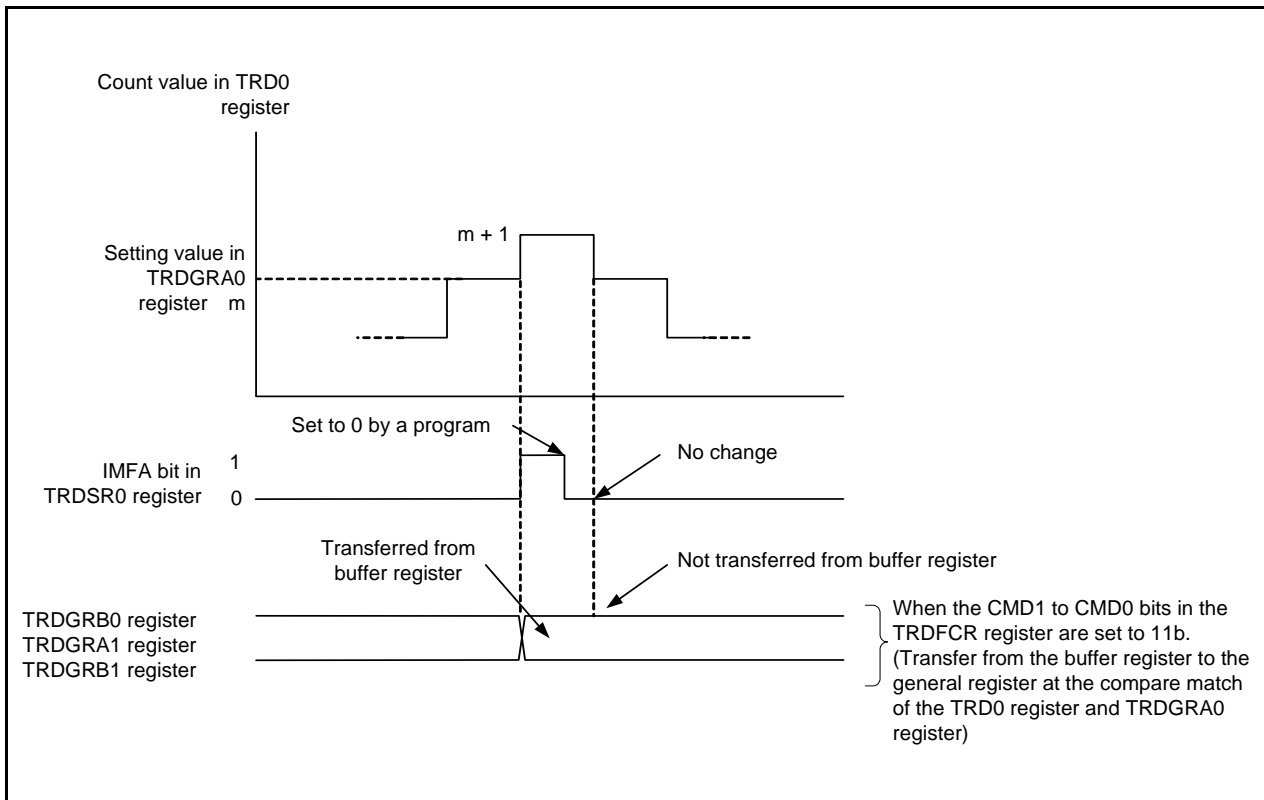 Count value in TRD0
register
m + 1
Setting value in
TRDGRA0
register m
Set to 0 by a program
No change
IMFA bit in
TRDSR0 register
1
0
Transferred from
buffer register
Not transferred from buffer register
TRDGRB0 register
TRDGRA1 register
TRDGRB1 register
When the CMD1 to CMD0 bits in the
TRDFCR register are set to 11b.
(Transfer from the buffer register to the
general register at the compare match
of the TRD0 register and TRDGRA0
register)